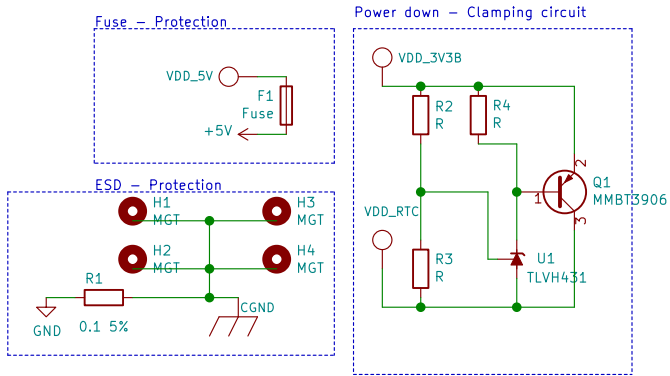 Fuse – Protection
VDD_5V
F1
Fuse
+5V
ESD – Protection
H1
MGT
H3
MGT
H2
MGT
H4
MGT
R1
0.1 5%
GND
CGND
Power down – Clamping circuit
VDD_3V3B
R2
R
R4
R
2
Q1
1
MMBT3906
3
VDD_RTC
R3
R
U1
TLVH431